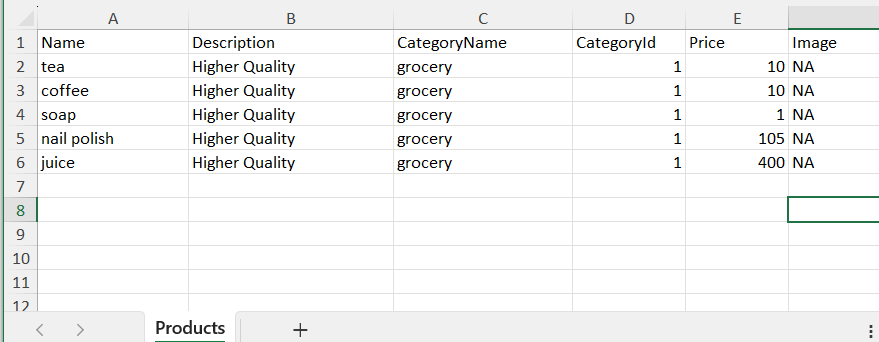 A B C D E
1 Name Description CategoryName CategoryId Price Image
2 tea Higher Quality grocery 1 10 NA
3 coffee Higher Quality grocery 1 10 NA
4 soap Higher Quality grocery 1 1 NA
5 nail polish Higher Quality grocery 1 105 NA
6 juice Higher Quality grocery 1 400 NA
7
8
9
10
11
12
Products